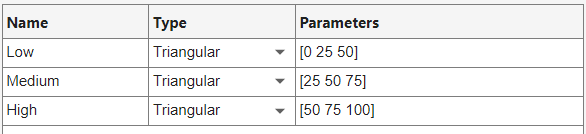 Name Type Parameters
Low Triangular [0 25 50]
Medium Triangular [25 50 75]
High Triangular [50 75 100]